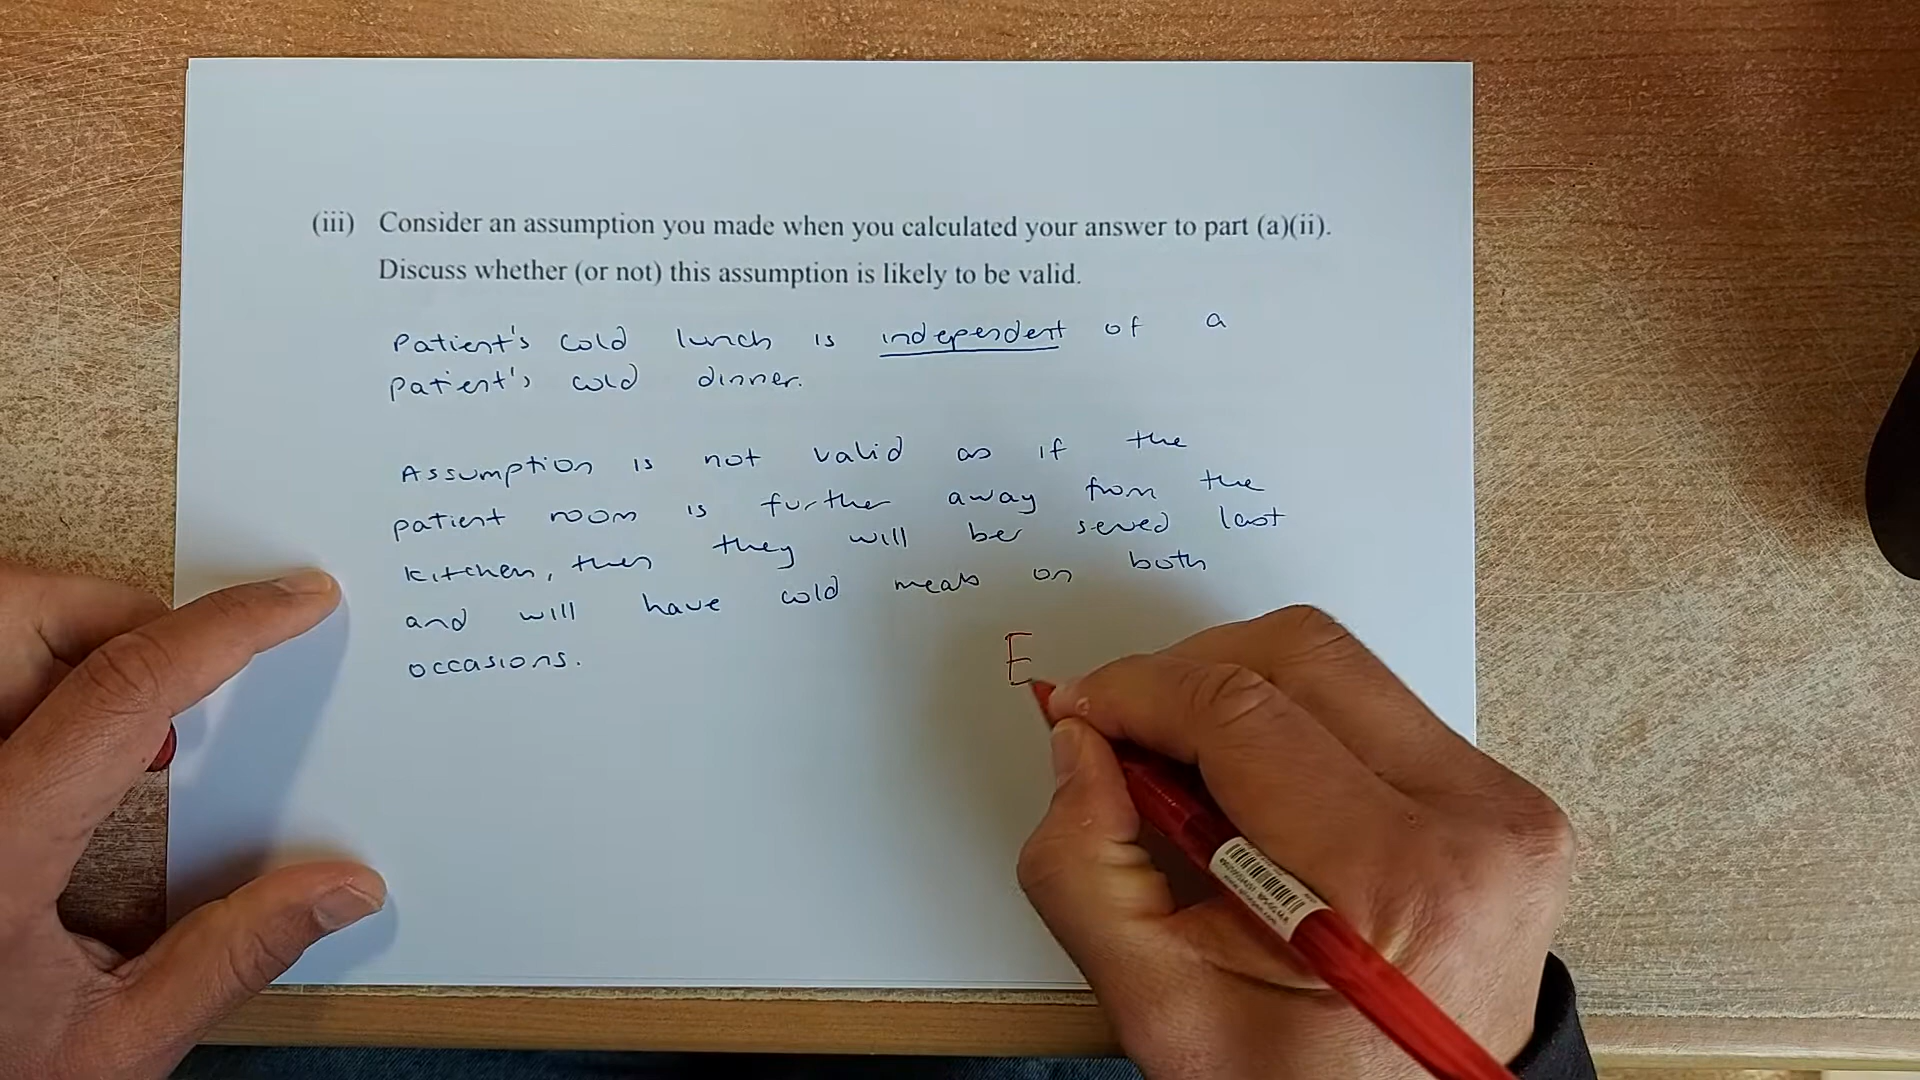 (iii) Consider an assumption you made when you calculated your answer to part (a)(ii).
Discuss whether (or not) this assumption is likely to be valid.
Patient's cold lunch is independent of a
patient's cold dinner.
Assumption is not valid as if the
patient room is further away from the
kitchen, then they will be served last
and will have cold meals on both
occasions.
E